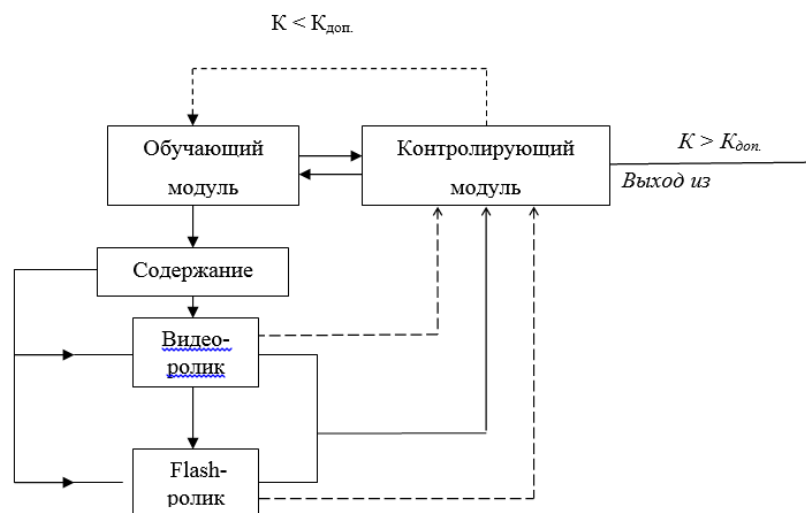 К < Кдоп.
Обучающий
модуль
Контролирующий
модуль
К > Кдоп.
Выход из
Содержание
Видео-
ролик
Flash-
ролик